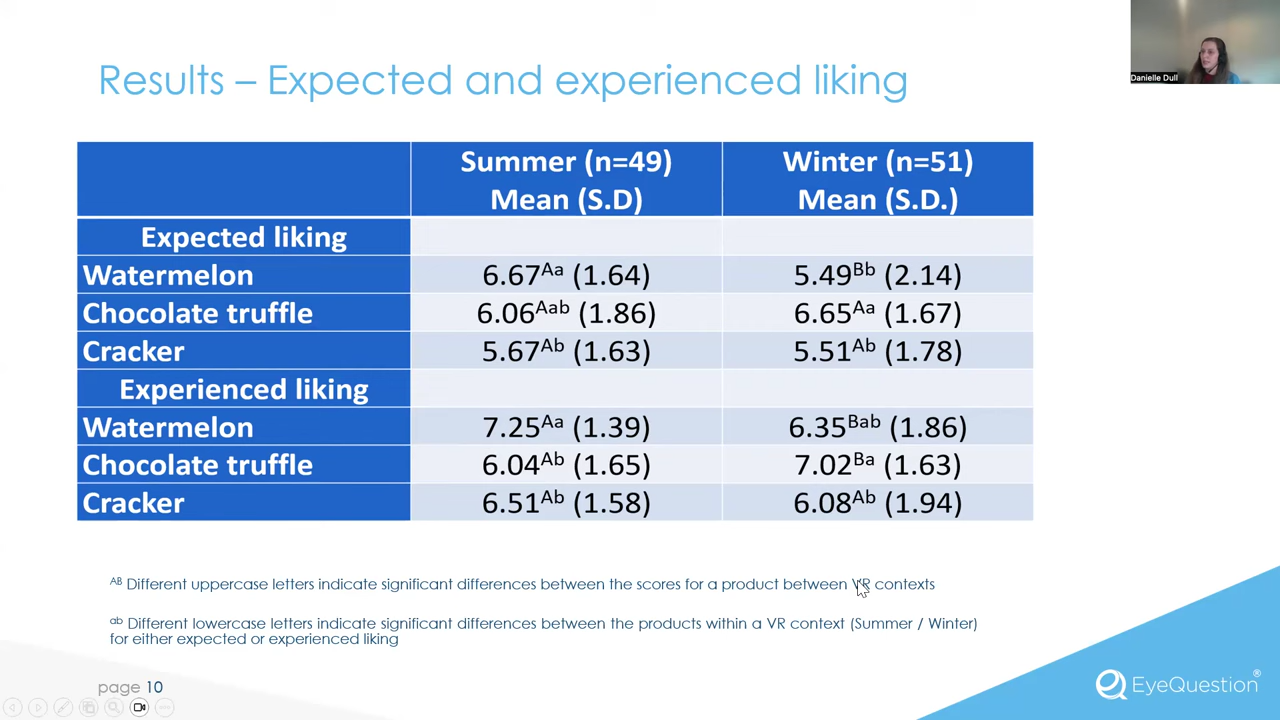 Danielle Dull
Results – Expected and experienced liking
Summer (n=49) Winter (n=51)
Mean (S.D) Mean (S.D.)
Expected liking
Watermelon 6.67Aa (1.64) 5.49Bb (2.14)
Chocolate truffle 6.06Aab (1.86) 6.65Aa (1.67)
Cracker 5.67Ab (1.63) 5.51Ab (1.78)
Experienced liking
Watermelon 7.25Aa (1.39) 6.35Bab (1.86)
Chocolate truffle 6.04Ab (1.65) 7.02Ba (1.63)
Cracker 6.51Ab (1.58) 6.08Ab (1.94)
AB Different uppercase letters indicate significant differences between the scores for a product between VR contexts
ab Different lowercase letters indicate significant differences between the products within a VR context (Summer / Winter)
for either expected or experienced liking
page 10
EyeQuestion®